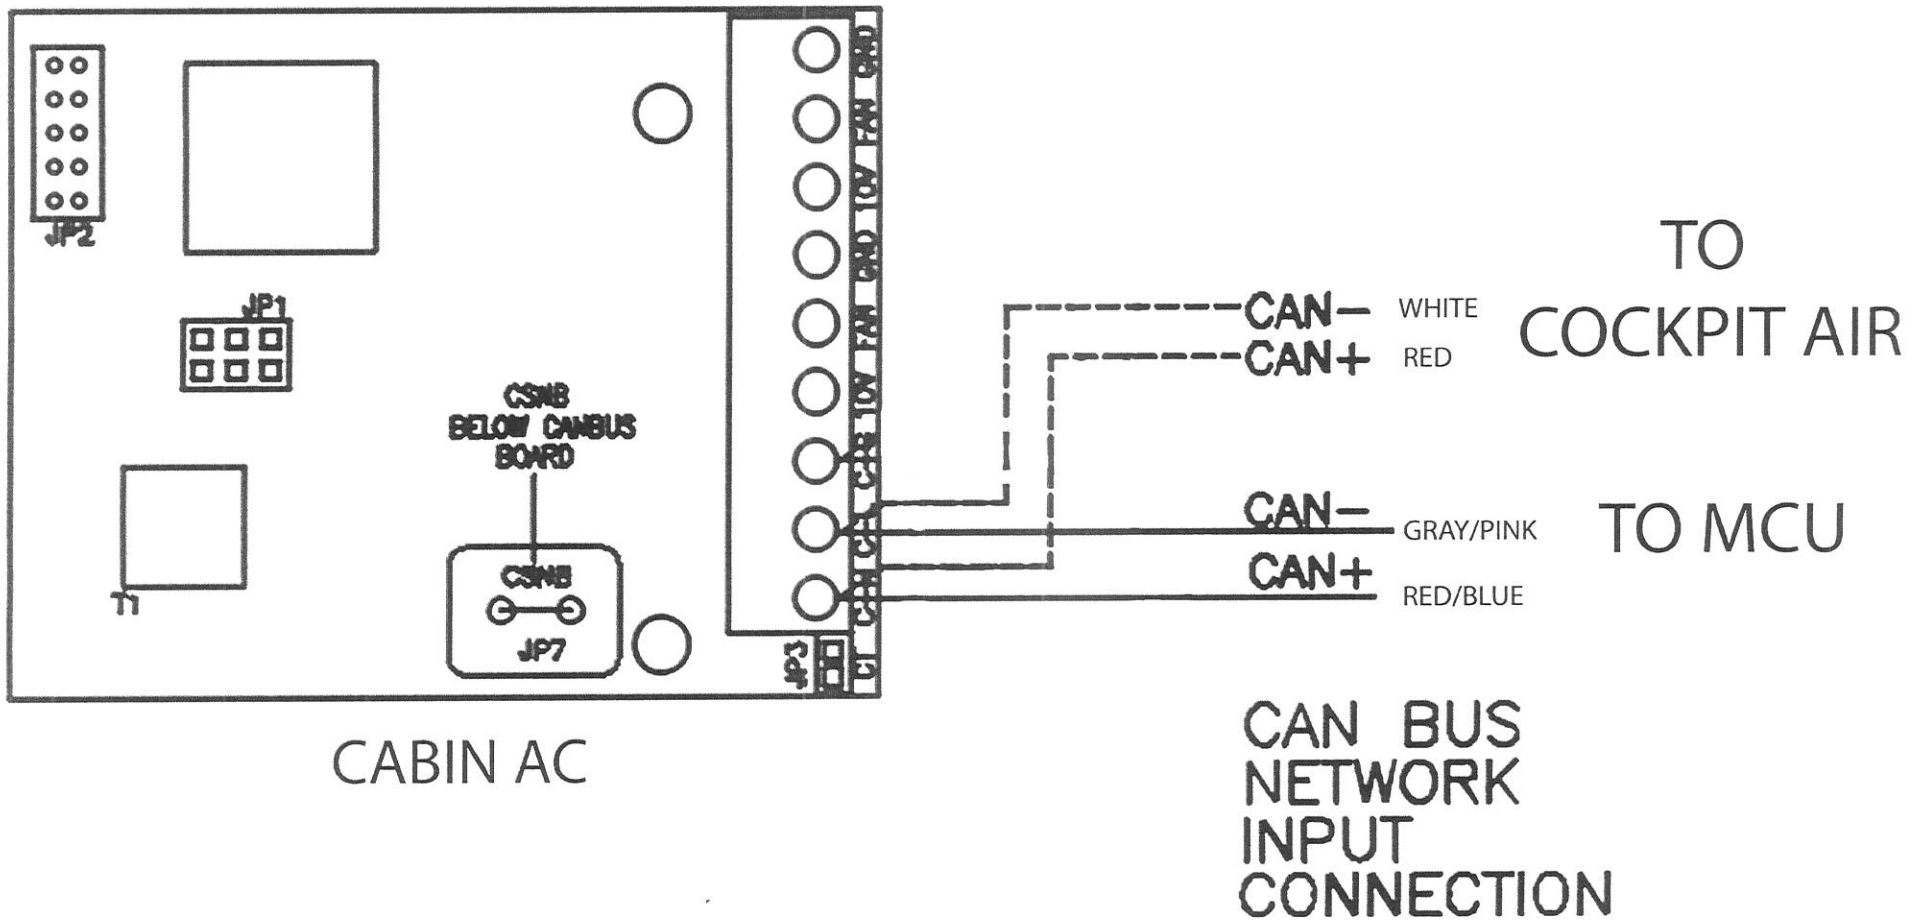 GND
FAN
10V
GND
FAN
10V
JP2
JP1
CSNB
BELOW CANBUS
BOARD
T1
CSNB
JP7
JP3
CAN- WHITE
CAN+ RED
TO
COCKPIT AIR
CAN- GRAY/PINK
CAN+ RED/BLUE
TO MCU
CABIN AC
CAN BUS
NETWORK
INPUT
CONNECTION